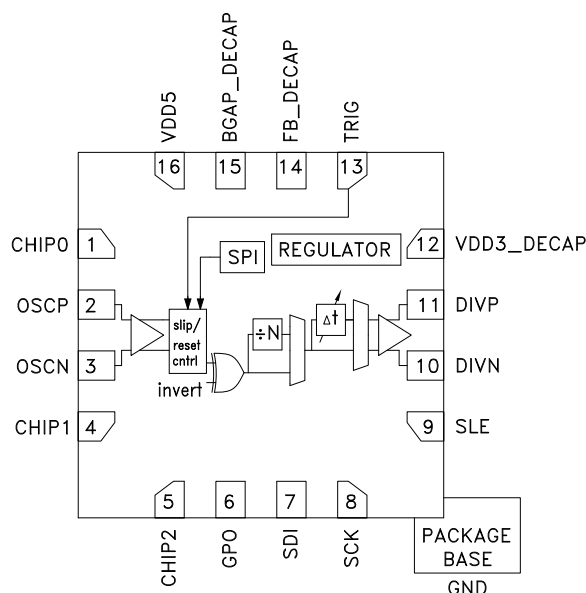 VDD5
BGAP_DECAP
FB_DECAP
TRIG
16
15
14
13
CHIP0
1
SPI
REGULATOR
12
VDD3_DECAP
OSCP
2
slip/
reset
cntrl
÷N
Δt
11
DIVP
OSCN
3
invert
10
DIVN
CHIP1
4
9
SLE
5
6
7
8
CHIP2
GPO
SDI
SCK
PACKAGE
BASE
GND